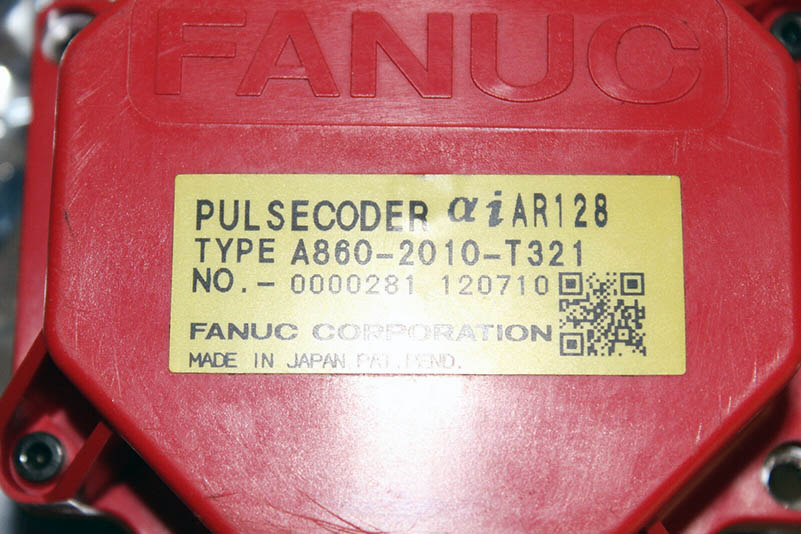 FANUC
PULSECODER αiAR128
TYPE A860-2010-T321
NO.- 0000281 120710
FANUC CORPORATION
MADE IN JAPAN PAT.PEND.